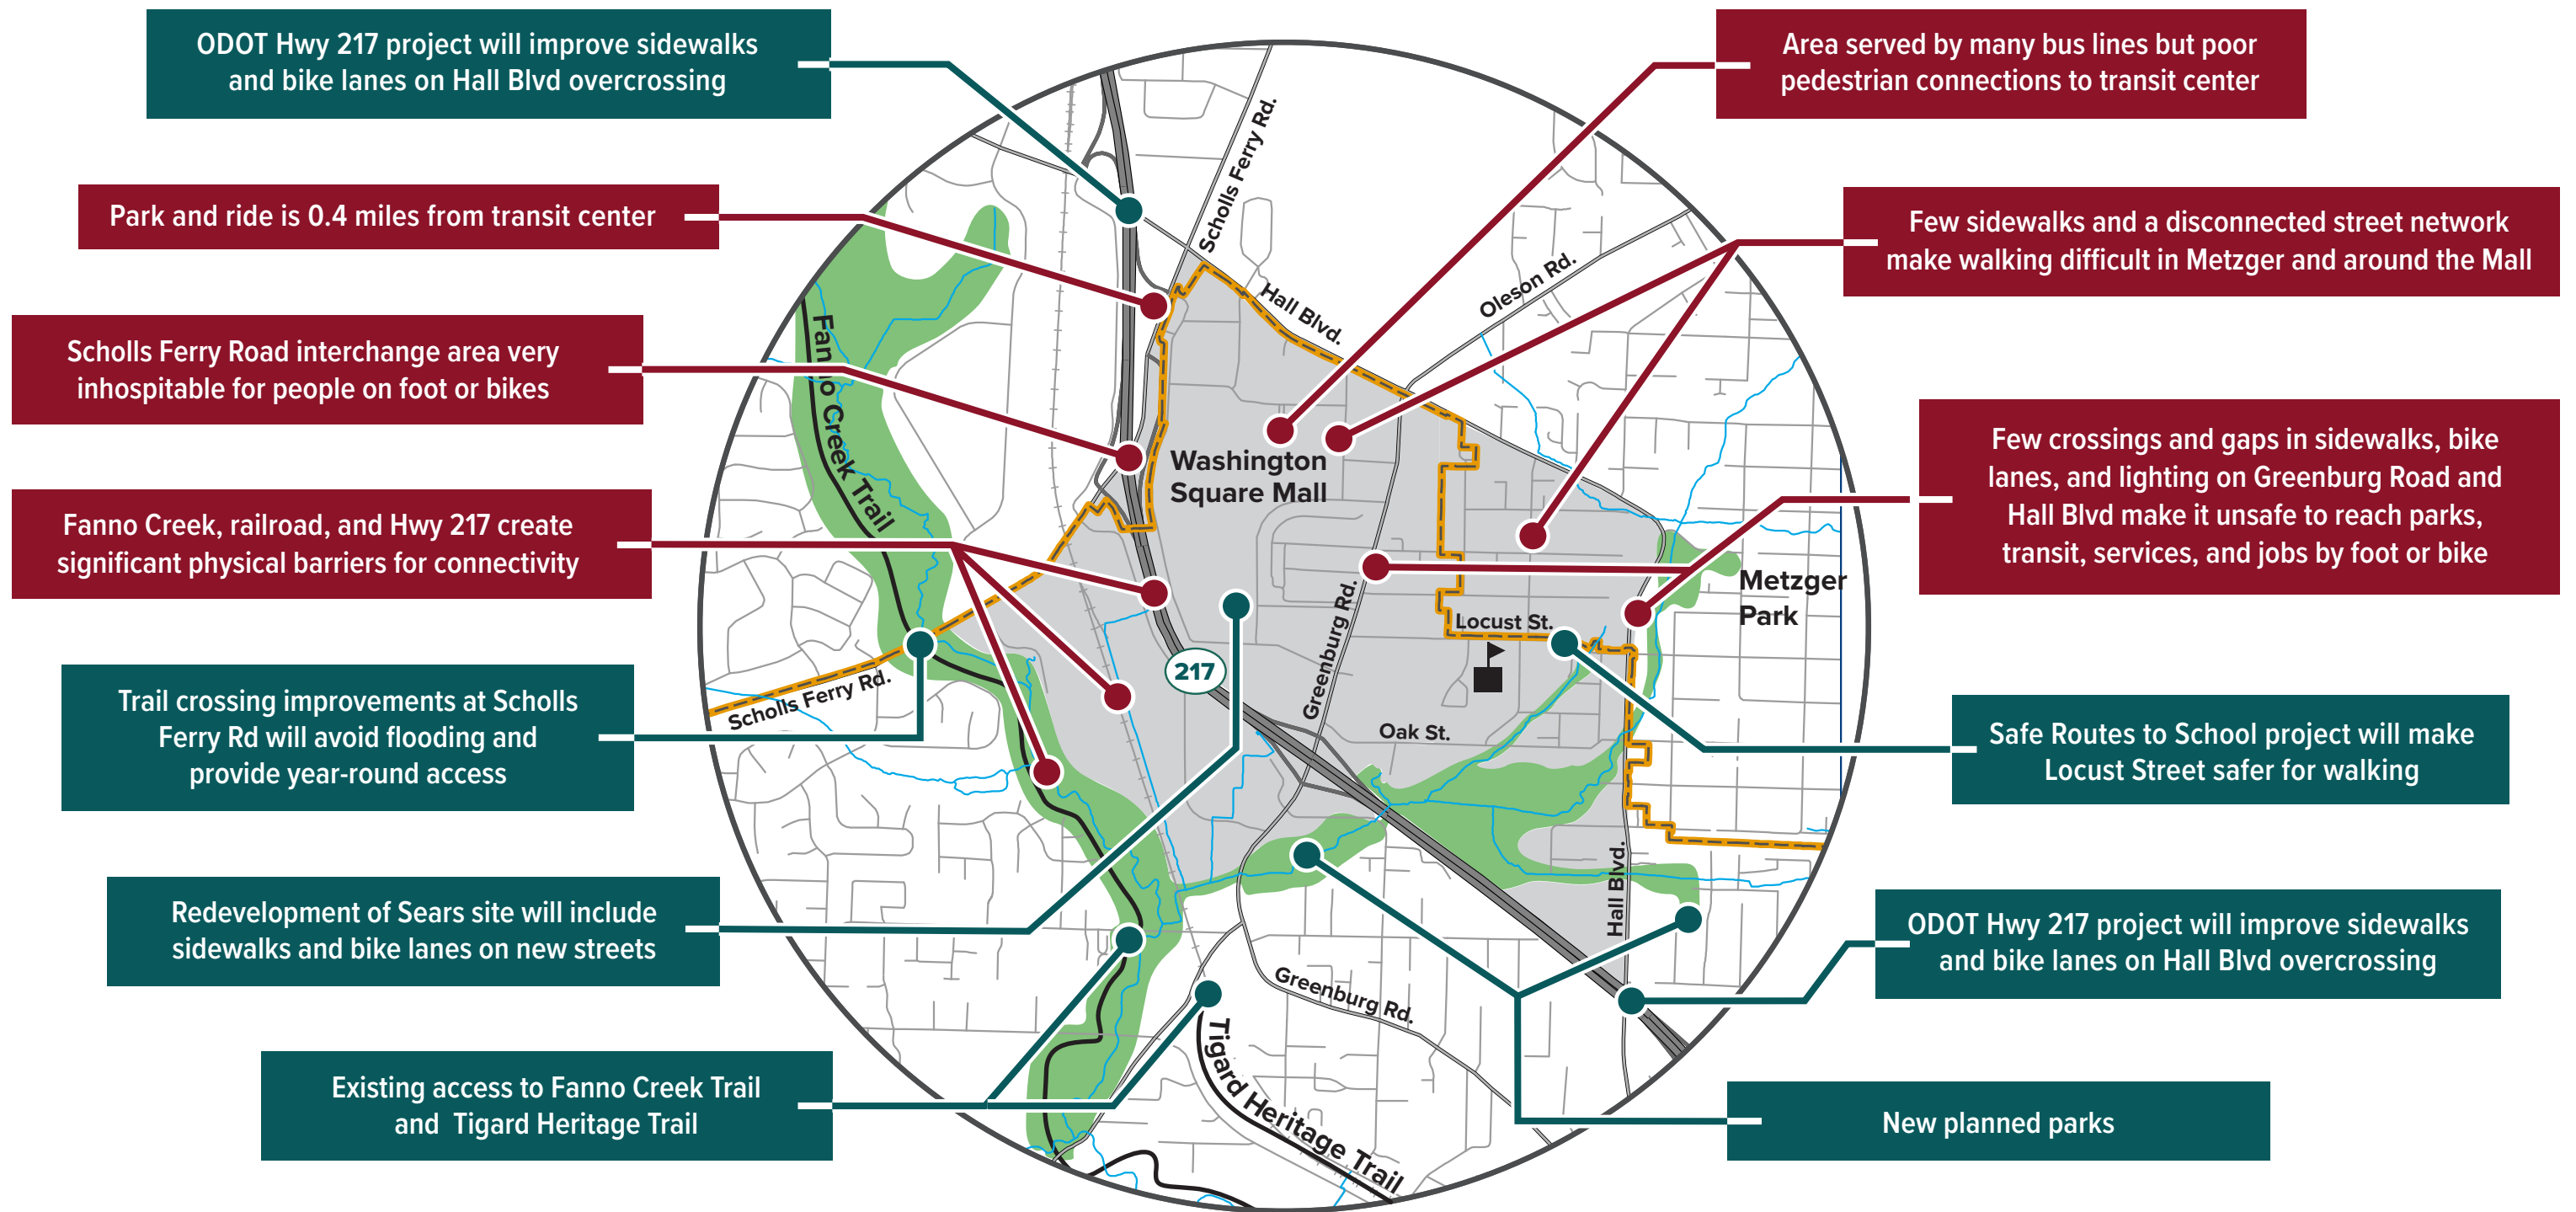 ODOT Hwy 217 project will improve sidewalks
and bike lanes on Hall Blvd overcrossing
Park and ride is 0.4 miles from transit center
Scholls Ferry Road interchange area very
inhospitable for people on foot or bikes
Fanno Creek, railroad, and Hwy 217 create
significant physical barriers for connectivity
Trail crossing improvements at Scholls
Ferry Rd will avoid flooding and
provide year-round access
Redevelopment of Sears site will include
sidewalks and bike lanes on new streets
Existing access to Fanno Creek Trail
and Tigard Heritage Trail
Scholls Ferry Rd.
Hall Blvd.
Oleson Rd.
Fanno Creek Trail
Washington
Square Mall
Metzger
Park
Greenburg Rd.
Locust St.
217
Scholls Ferry Rd.
Oak St.
Hall Blvd.
Greenburg Rd.
Tigard Heritage Trail
Area served by many bus lines but poor
pedestrian connections to transit center
Few sidewalks and a disconnected street network
make walking difficult in Metzger and around the Mall
Few crossings and gaps in sidewalks, bike
lanes, and lighting on Greenburg Road and
Hall Blvd make it unsafe to reach parks,
transit, services, and jobs by foot or bike
Safe Routes to School project will make
Locust Street safer for walking
ODOT Hwy 217 project will improve sidewalks
and bike lanes on Hall Blvd overcrossing
New planned parks